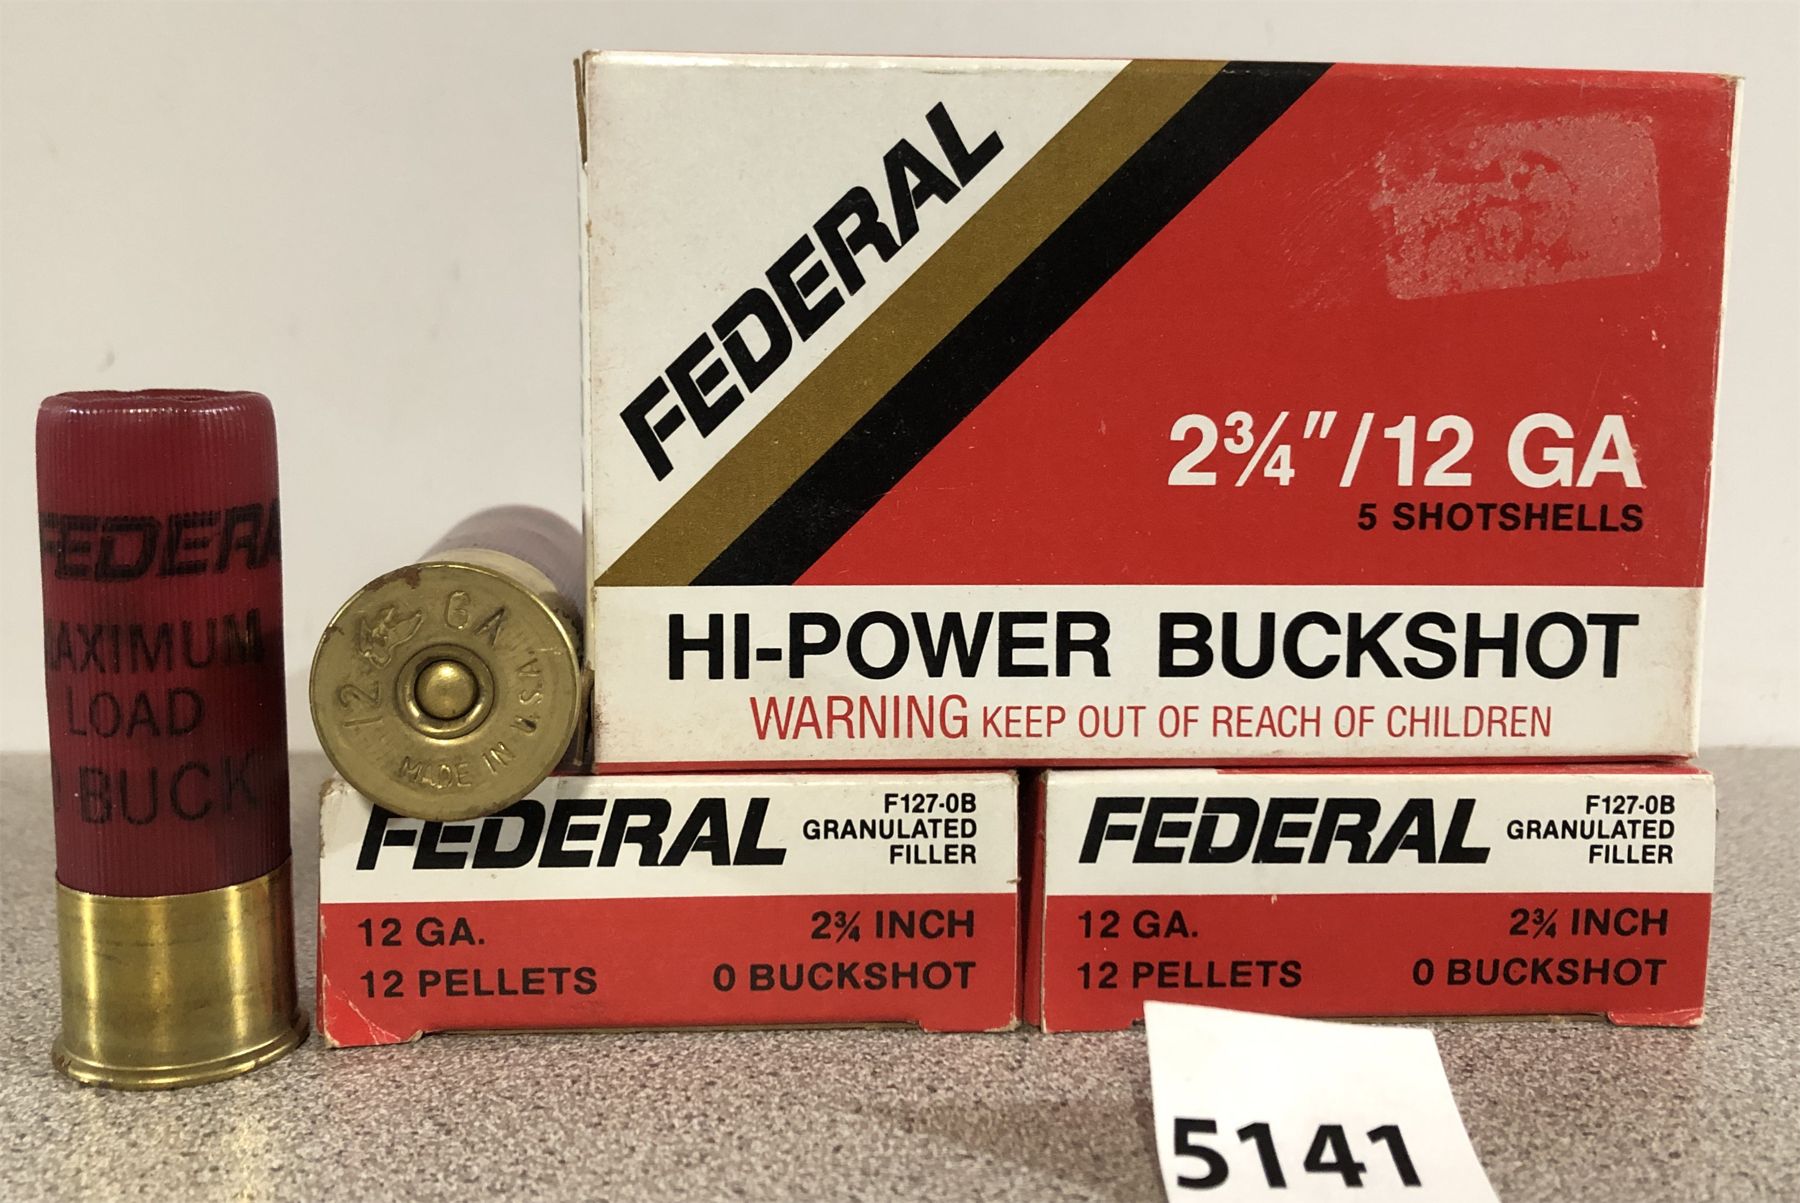 FEDERAL
2¾"/12 GA
5 SHOTSHELLS
HI-POWER BUCKSHOT
WARNING KEEP OUT OF REACH OF CHILDREN
FEDERA
AXIMUM
LOAD
BUCK
12 GA
MADE IN U.S.A.
FEDERAL
F127-0B
GRANULATED
FILLER
12 GA.
2¾ INCH
12 PELLETS
0 BUCKSHOT
FEDERAL
F127-0B
GRANULATED
FILLER
12 GA.
2¾ INCH
12 PELLETS
0 BUCKSHOT
5141